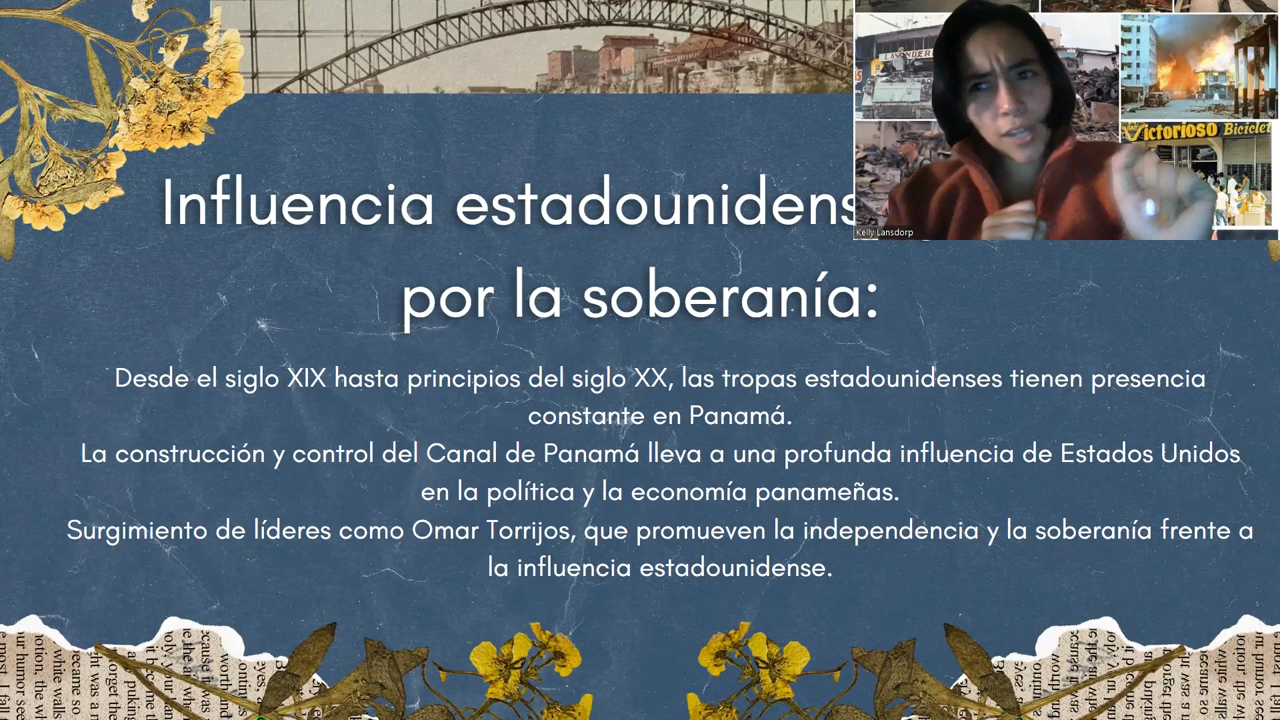 Influencia estadounidens
por la soberanía:
Desde el siglo XIX hasta principios del siglo XX, las tropas estadounidenses tienen presencia
constante en Panamá.
La construcción y control del Canal de Panamá lleva a una profunda influencia de Estados Unidos
en la política y la economía panameñas.
Surgimiento de líderes como Omar Torrijos, que promueven la independencia y la soberanía frente a
la influencia estadounidense.
Victorioso Biciclet
Kelly Lansdorp